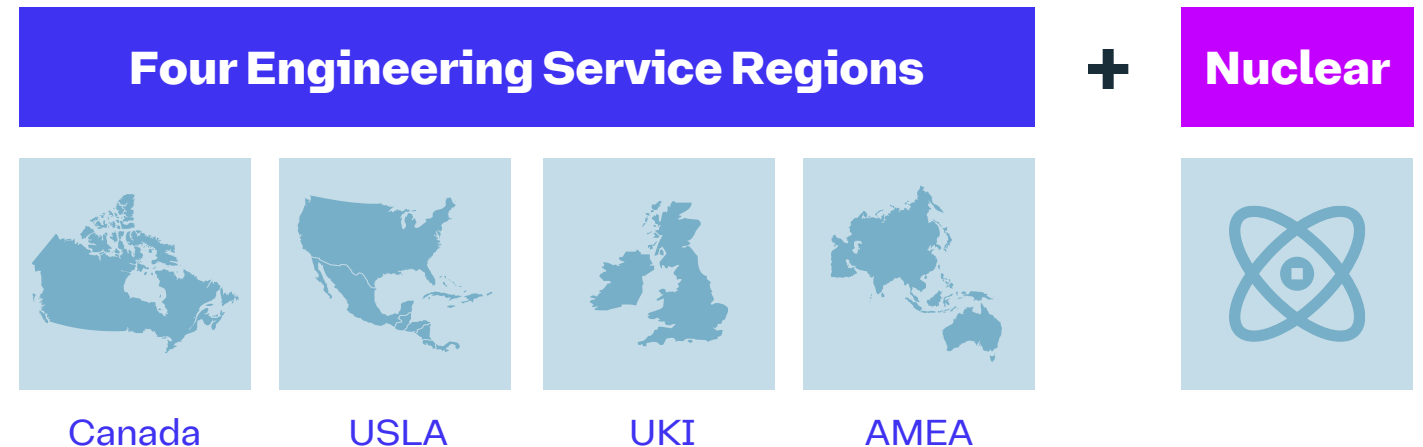 Four Engineering Service Regions
+
Nuclear
Canada
USLA
UKI
AMEA